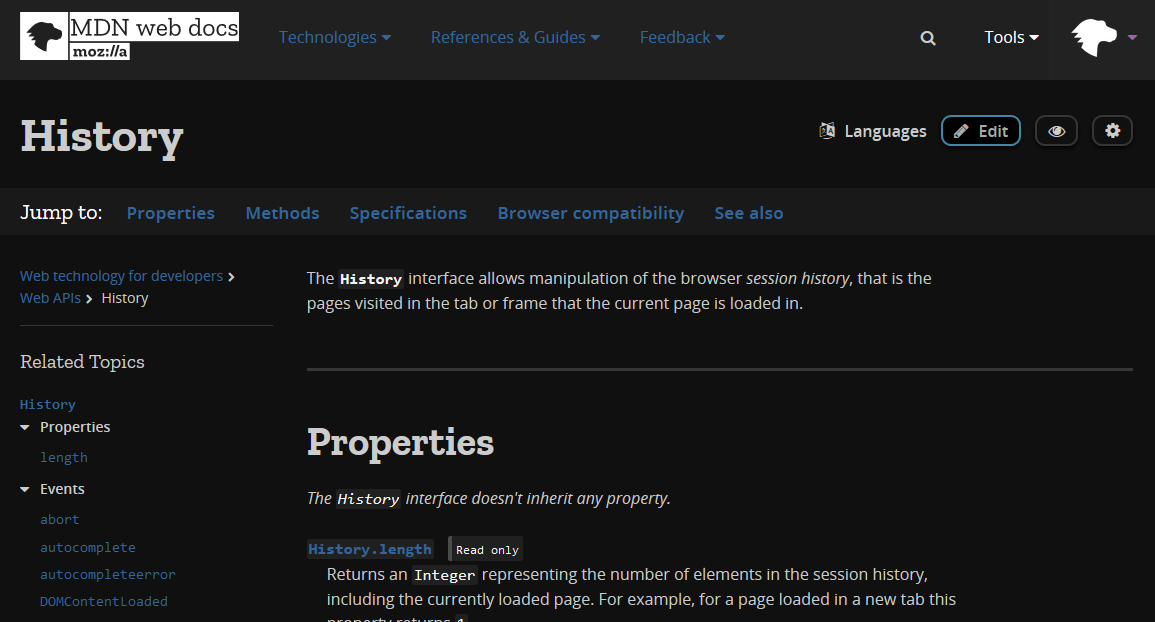 MDN web docs
moz://a
Technologies
References & Guides
Feedback
Tools
History
Languages
Edit
Jump to:
Properties
Methods
Specifications
Browser compatibility
See also
Web technology for developers
Web APIs
History
Related Topics
History
Properties
length
Events
abort
autocomplete
autocompleteerror
DOMContentLoaded
The History interface allows manipulation of the browser session history, that is the
pages visited in the tab or frame that the current page is loaded in.
Properties
The History interface doesn't inherit any property.
History.length Read only
Returns an Integer representing the number of elements in the session history,
including the currently loaded page. For example, for a page loaded in a new tab this
property returns 1